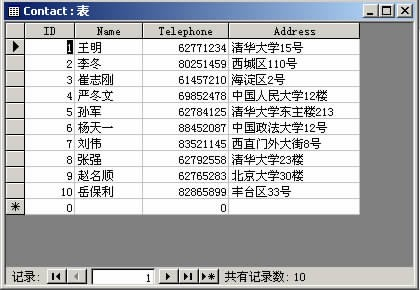 Contact : 表
ID Name Telephone Address
1 王明 62771234 清华大学15号
2 李冬 80251459 西城区110号
3 崔志刚 61457210 海淀区2号
4 严冬文 69852478 中国人民大学12楼
5 孙军 62784125 清华大学东主楼213
6 杨天一 88452087 中国政法大学12号
7 刘伟 83521145 西直门外大街8号
8 张强 62792558 清华大学23楼
9 赵名顺 62765283 北京大学30楼
10 岳保利 82865899 丰台区33号
0 0
记录: 1 共有记录数: 10